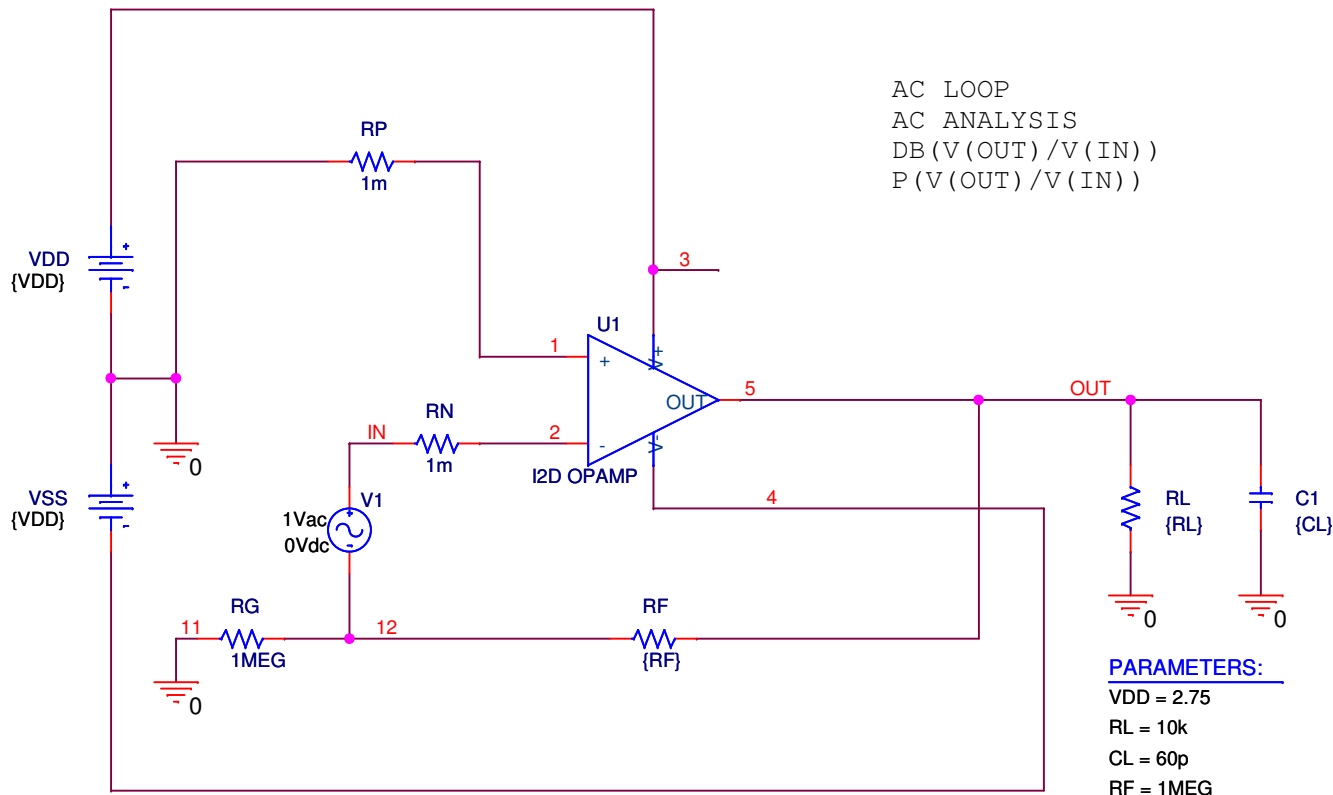 AC LOOP
AC ANALYSIS
DB(V(OUT)/V(IN))
P(V(OUT)/V(IN))
RP
1m
VDD
{VDD}
3
U1
1
+
V+
OUT
5
OUT
RN
IN
1m
2
-
V-
I2D OPAMP
0
VSS
{VDD}
V1
1Vac
0Vdc
4
RL
{RL}
C1
{CL}
RG
11
1MEG
12
RF
{RF}
0
0
0
PARAMETERS:
VDD = 2.75
RL = 10k
CL = 60p
RF = 1MEG